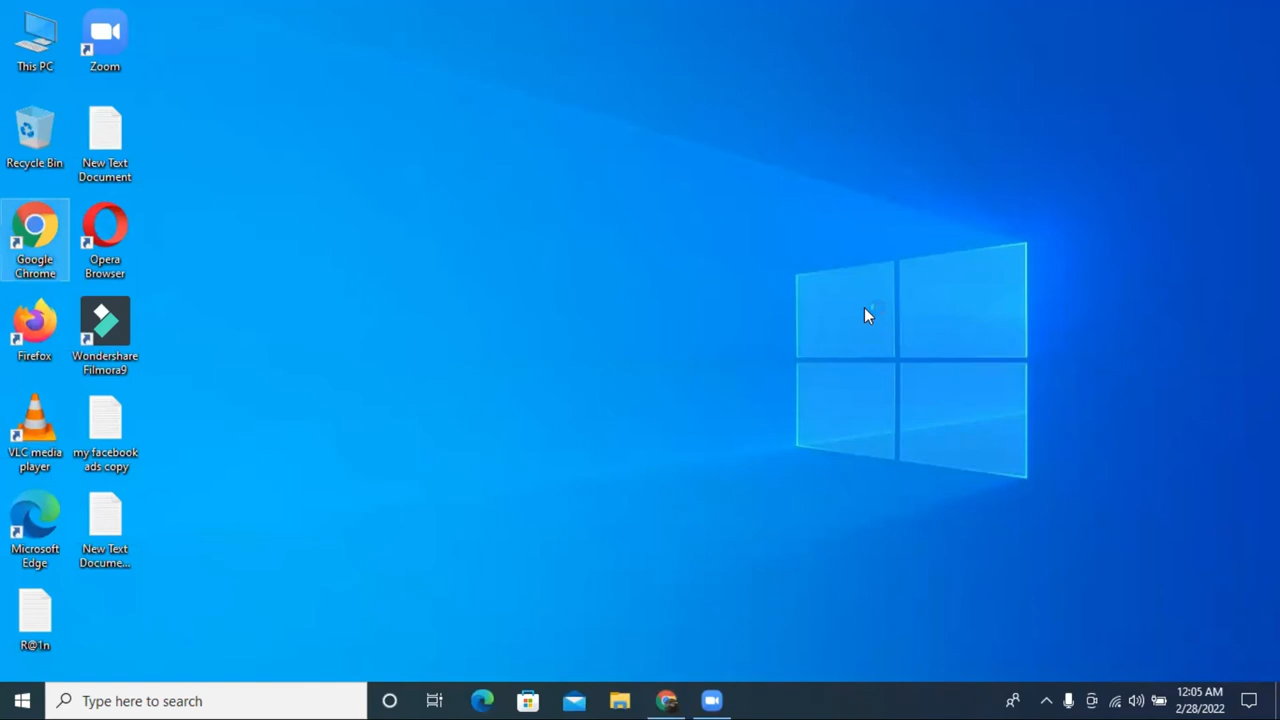 This PC
Zoom
Recycle Bin
New Text
Document
Google
Chrome
Opera
Browser
Firefox
Wondershare
Filmora9
VLC media
player
my facebook
ads copy
Microsoft
Edge
New Text
Docume...
R@1n
Type here to search
12:05 AM
2/28/2022